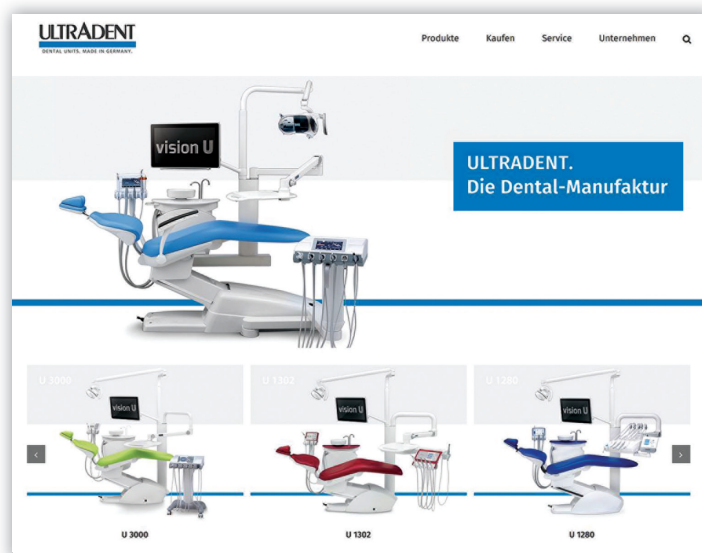 ULTRADENT
DENTAL UNITS. MADE IN GERMANY.
Produkte Kaufen Service Unternehmen
vision U
ULTRADENT.
Die Dental-Manufaktur
U 3000 U 1302 U 1280
vision U vision U vision U
U 3000 U 1302 U 1280